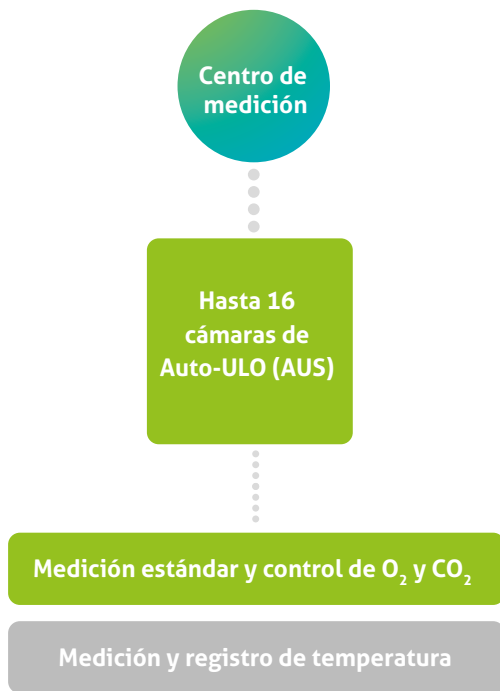 Centro de
medición
Hasta 16
cámaras de
Auto-ULO (AUS)
Medición estándar y control de O₂ y CO₂
Medición y registro de temperatura